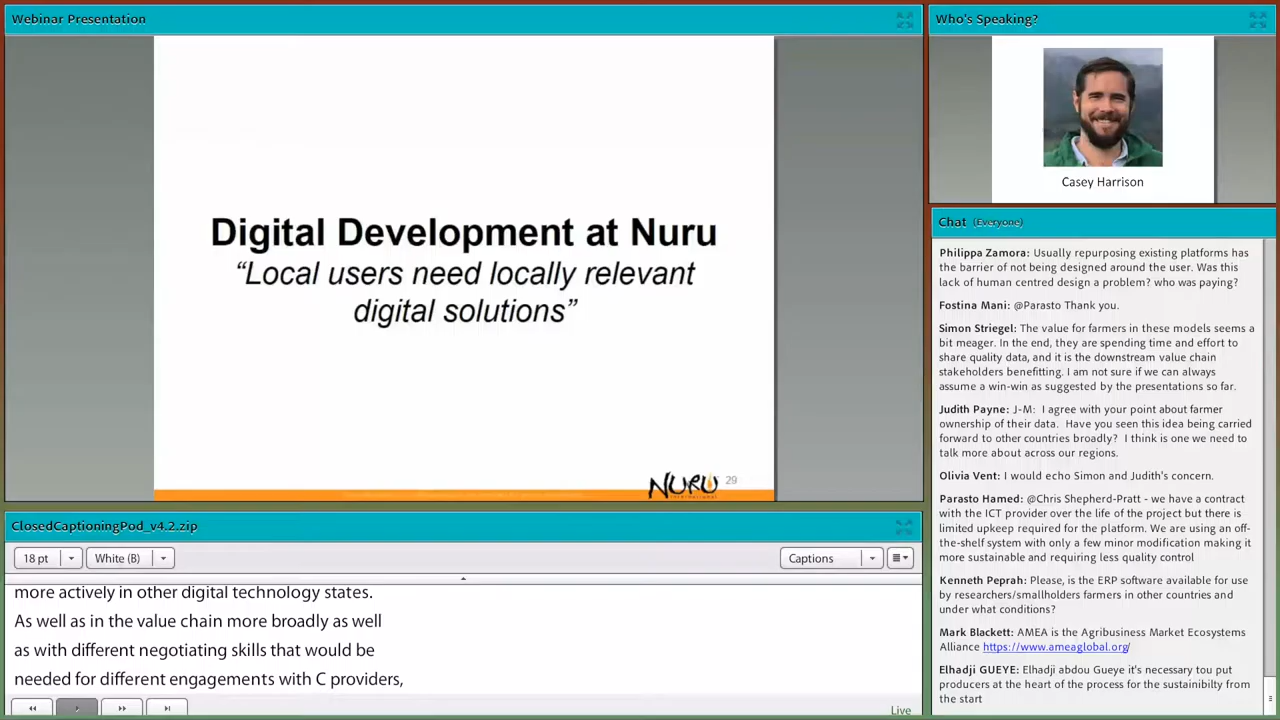 Webinar Presentation
Digital Development at Nuru
“Local users need locally relevant
digital solutions”
NURU
INTERNATIONAL
29
Who's Speaking?
Casey Harrison
Chat (Everyone)
Philippa Zamora: Usually repurposing existing platforms has
the barrier of not being designed around the user. Was this
lack of human centred design a problem? who was paying?
Fostina Mani: @Parasto Thank you.
Simon Striegel: The value for farmers in these models seems a
bit meager. In the end, they are spending time and effort to
share quality data, and it is the downstream value chain
stakeholders benefitting. I am not sure if we can always
assume a win-win as suggested by the presentations so far.
Judith Payne: J-M: I agree with your point about farmer
ownership of their data. Have you seen this idea being carried
forward to other countries broadly? I think is one we need to
talk more about across our regions.
Olivia Vent: I would echo Simon and Judith's concern.
Parasto Hamed: @Chris Shepherd-Pratt - we have a contract
with the ICT provider over the life of the project but there is
limited upkeep required for the platform. We are using an off-
the-shelf system with only a few minor modification making it
more sustainable and requiring less quality control
Kenneth Peprah: Please, is the ERP software available for use
by researchers/smallholders farmers in other countries and
under what conditions?
Mark Blackett: AMEA is the Agribusiness Market Ecosystems
Alliance https://www.ameaglobal.org/
Elhadji GUEYE: Elhadji abdou Gueye it's necessary tou put
producers at the heart of the process for the sustainibilty from
the start
ClosedCaptioningPod_v4.2.zip
18 pt
White (B)
Captions
more actively in other digital technology states.
As well as in the value chain more broadly as well
as with different negotiating skills that would be
needed for different engagements with C providers,
Live